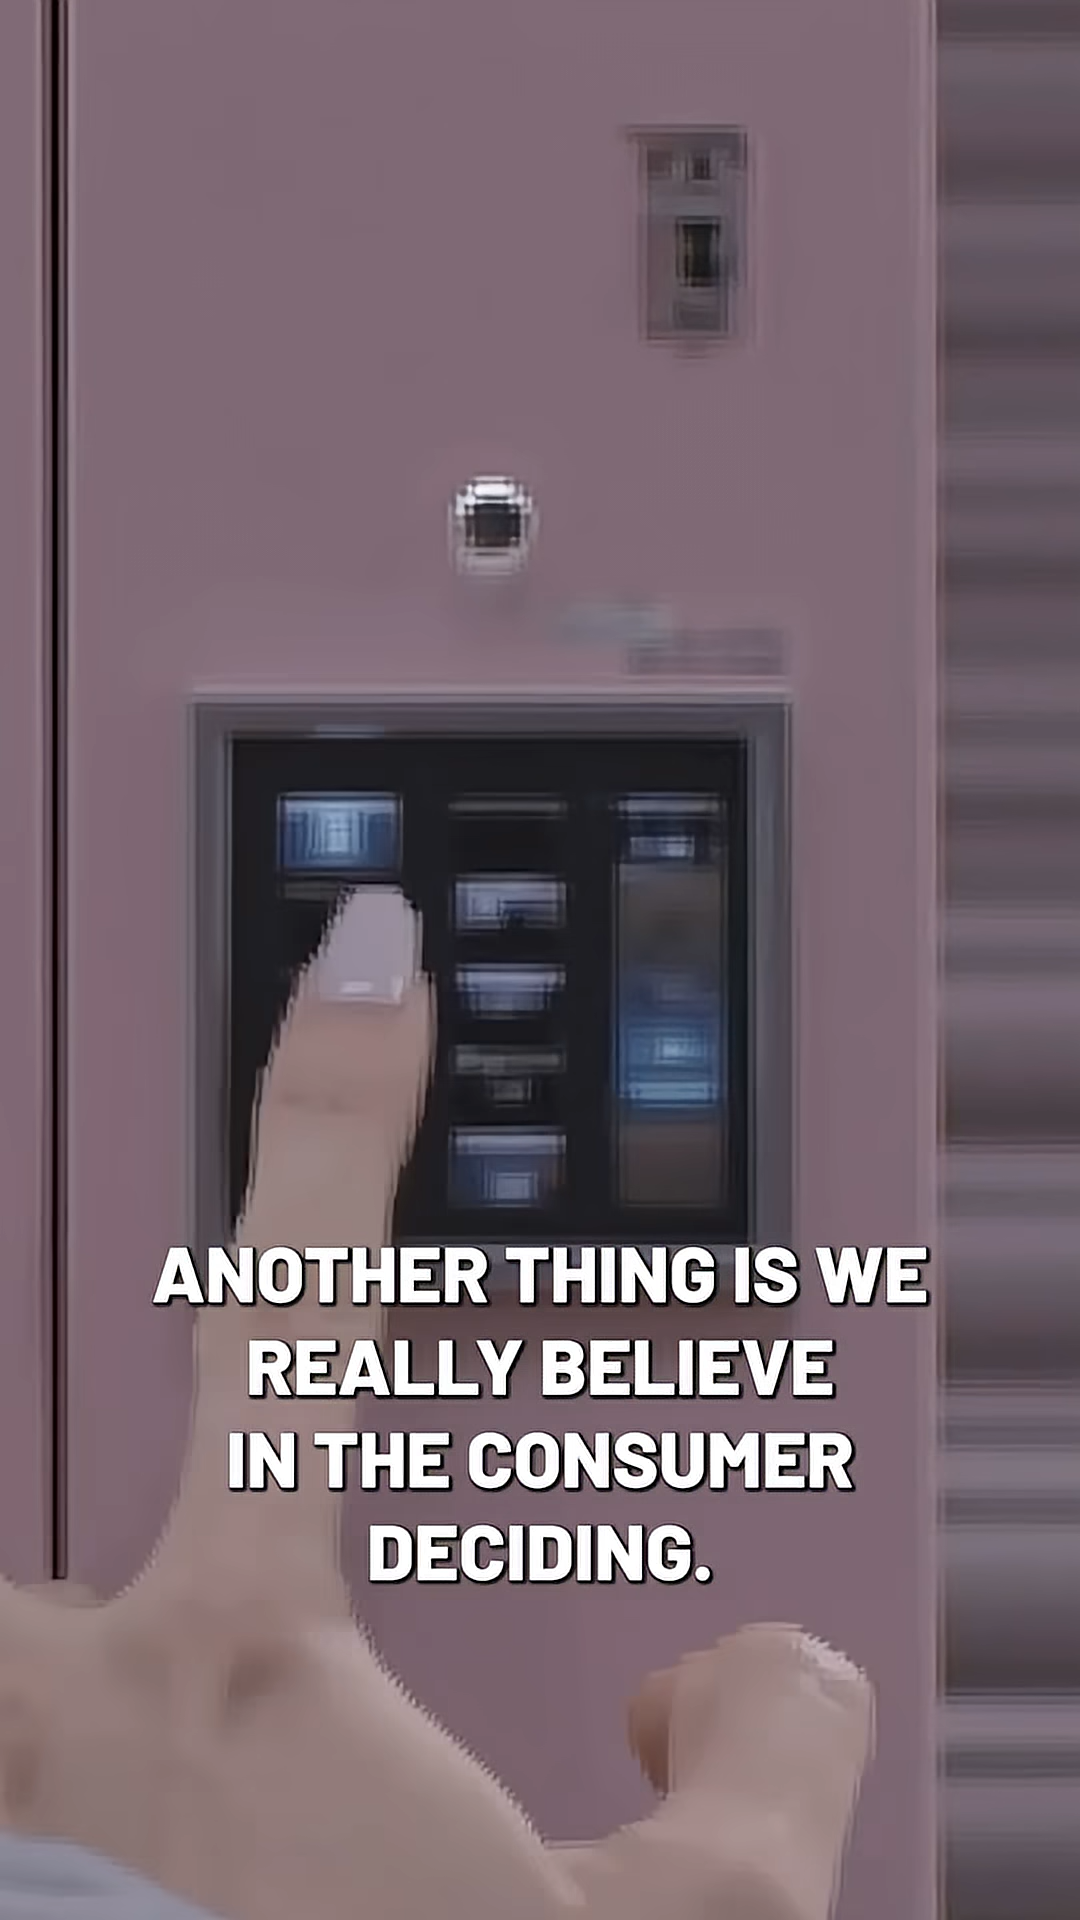 ANOTHER THING IS WE
REALLY BELIEVE
IN THE CONSUMER
DECIDING.